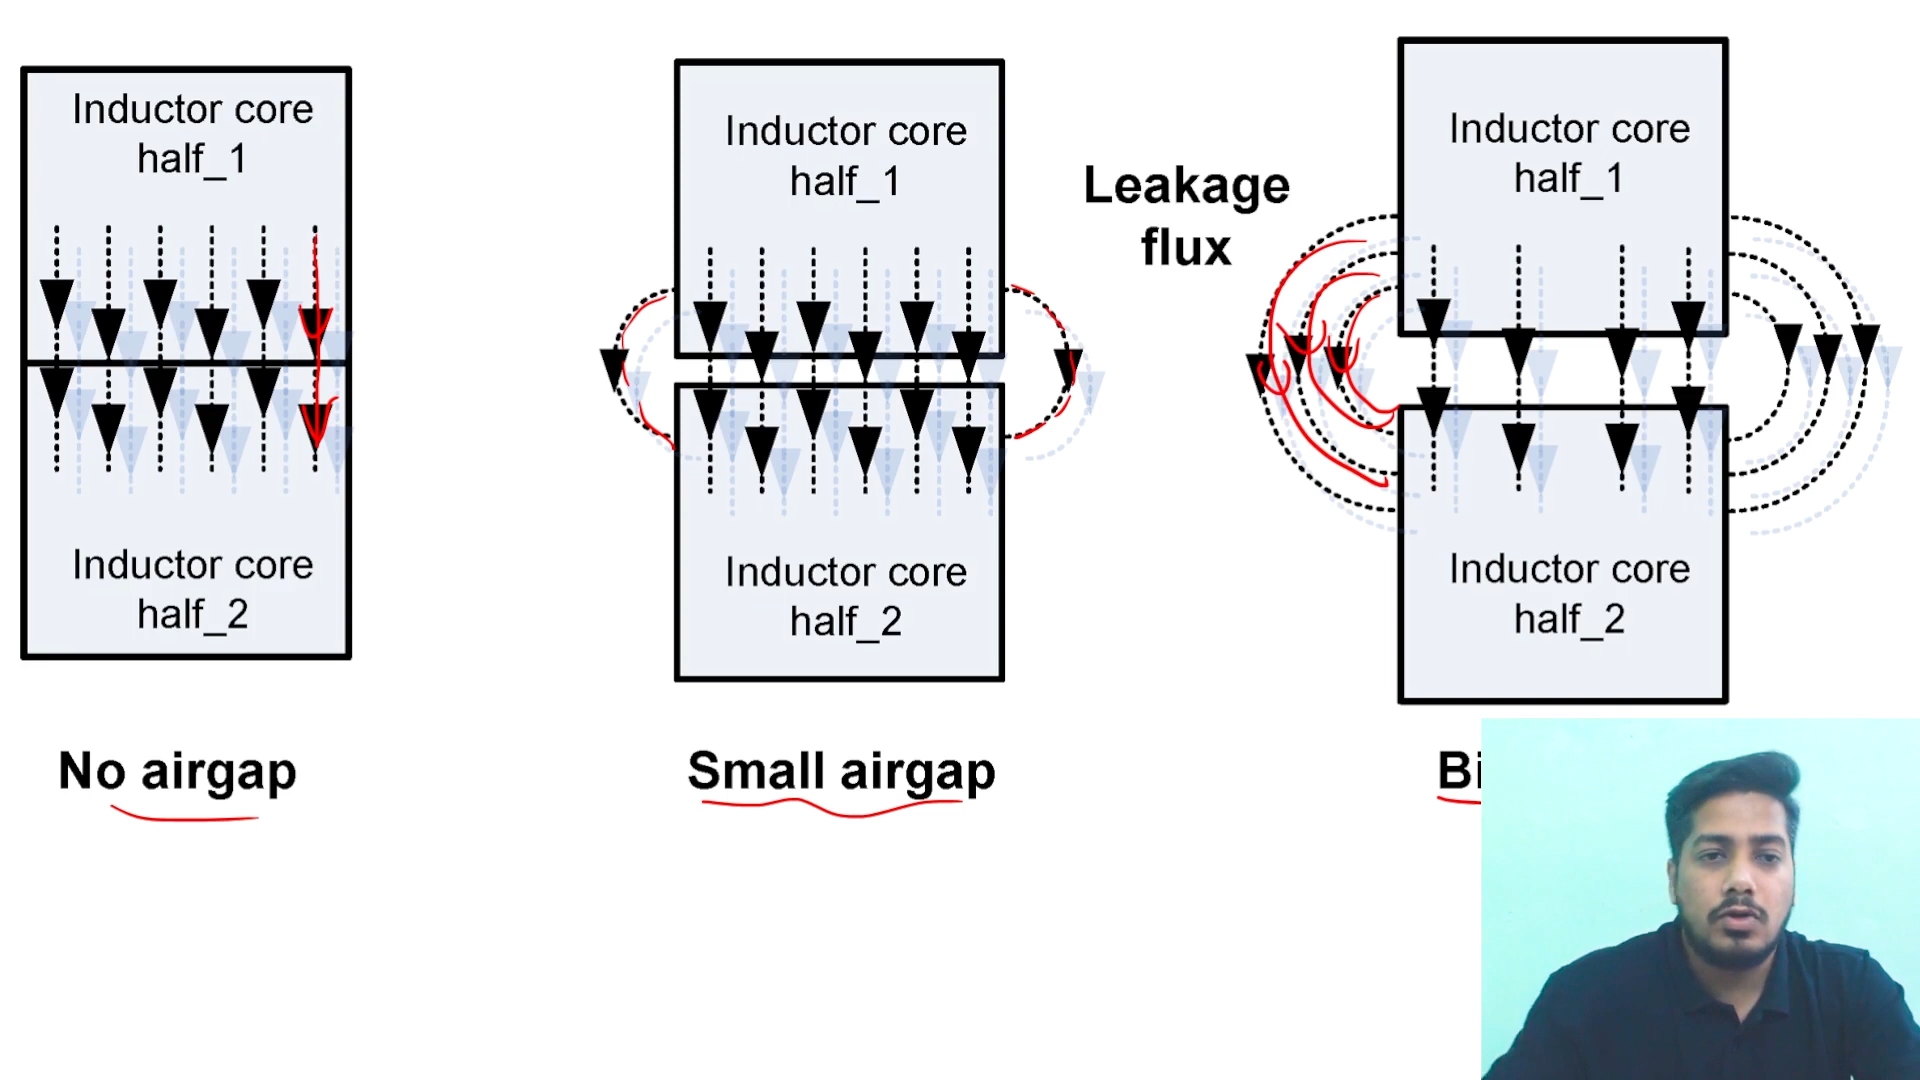 Inductor core
half_1
Inductor core
half_2
No airgap
Inductor core
half_1
Inductor core
half_2
Small airgap
Leakage
flux
Inductor core
half_1
Inductor core
half_2
Bi